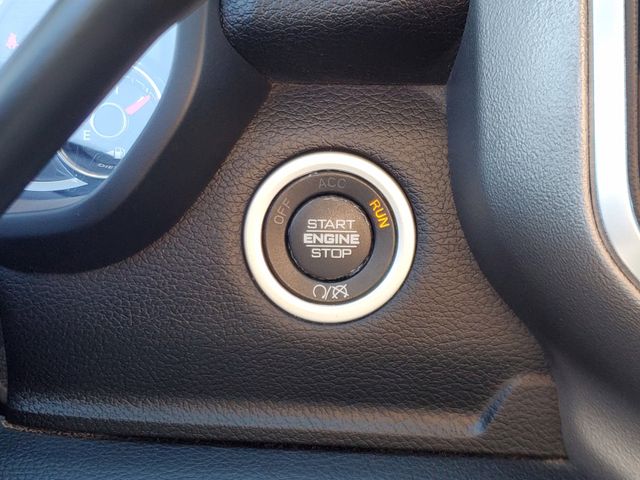 E
OFF
ACC
RUN
START
ENGINE
STOP